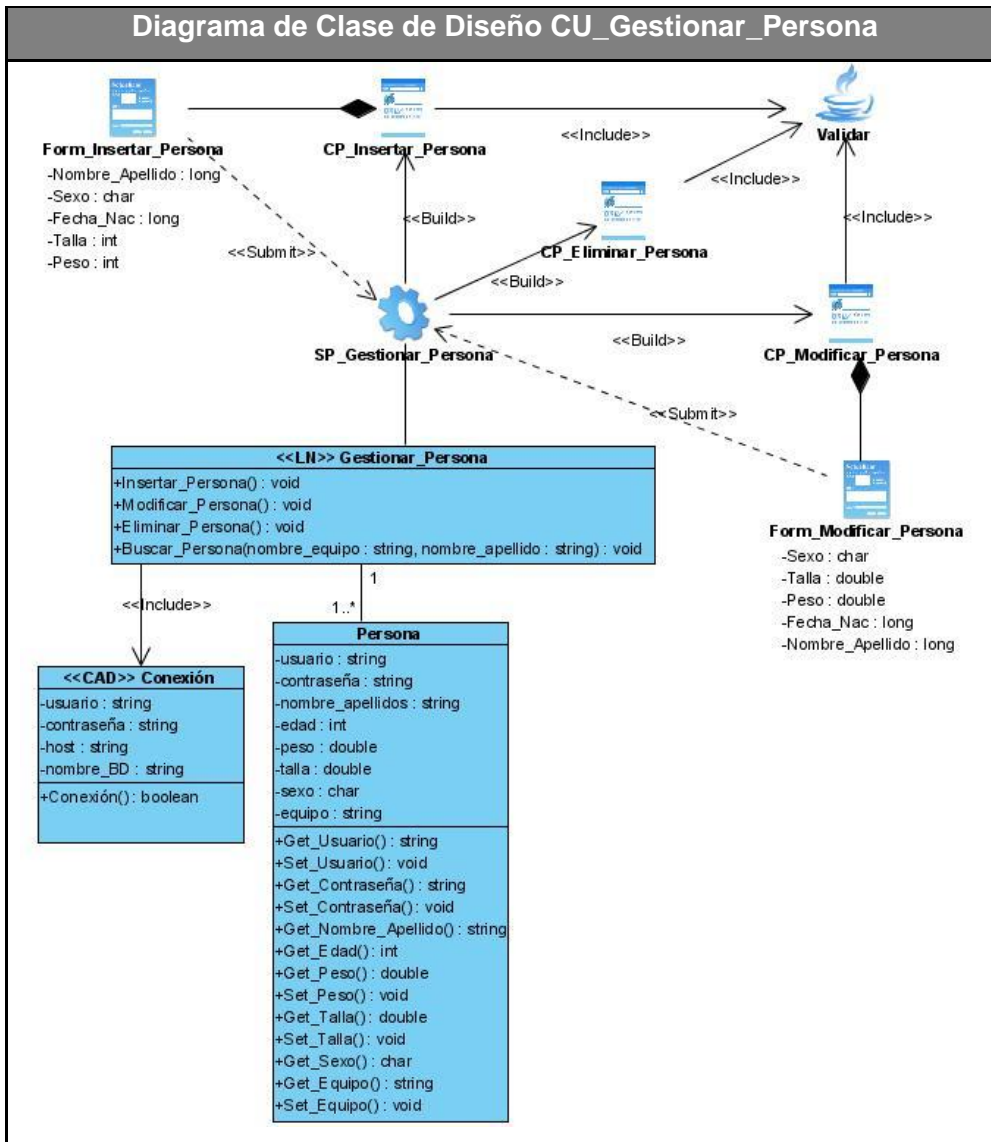 Diagrama de Clase de Diseño CU_Gestionar_Persona
Form_Insertar_Persona
-Nombre_Apellido : long
-Sexo : char
-Fecha_Nac : long
-Talla : int
-Peso : int
CP_Insertar_Persona
<<Include>>
Validar
<<Include>>
<<Build>>
<<Include>>
CP_Eliminar_Persona
<<Submit>>
<<Build>>
SP_Gestionar_Persona
<<Build>>
CP_Modificar_Persona
<<Submit>>
<<LN>> Gestionar_Persona
+Insertar_Persona() : void
+Modificar_Persona() : void
+Eliminar_Persona() : void
+Buscar_Persona(nombre_equipo : string, nombre_apellido : string) : void
Form_Modificar_Persona
-Sexo : char
-Talla : double
-Peso : double
-Fecha_Nac : long
-Nombre_Apellido : long
<<Include>>
1
1..*
<<CAD>> Conexión
-usuario : string
-contraseña : string
-host : string
-nombre_BD : string
+Conexión() : boolean
Persona
-usuario : string
-contraseña : string
-nombre_apellidos : string
-edad : int
-peso : double
-talla : double
-sexo : char
-equipo : string
+Get_Usuario() : string
+Set_Usuario() : void
+Get_Contraseña() : string
+Set_Contraseña() : void
+Get_Nombre_Apellido() : string
+Get_Edad() : int
+Get_Peso() : double
+Set_Peso() : void
+Get_Talla() : double
+Set_Talla() : void
+Get_Sexo() : char
+Get_Equipo() : string
+Set_Equipo() : void